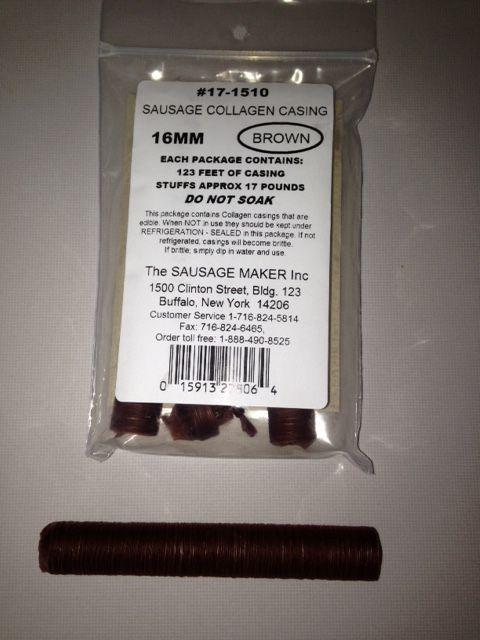 #17-1510
SAUSAGE COLLAGEN CASING
16MM BROWN
EACH PACKAGE CONTAINS:
123 FEET OF CASING
STUFFS APPROX 17 POUNDS
DO NOT SOAK
This package contains Collagen casings that are
edible. When NOT in use they should be kept under
REFRIGERATION - SEALED in this package. If not
refrigerated, casings will become brittle.
If brittle, simply dip in water and use.
The SAUSAGE MAKER Inc
1500 Clinton Street, Bldg. 123
Buffalo, New York 14206
Customer Service 1-716-824-5814
Fax: 716-824-6465,
Order toll free: 1-888-490-8525
0 15913 22406 4